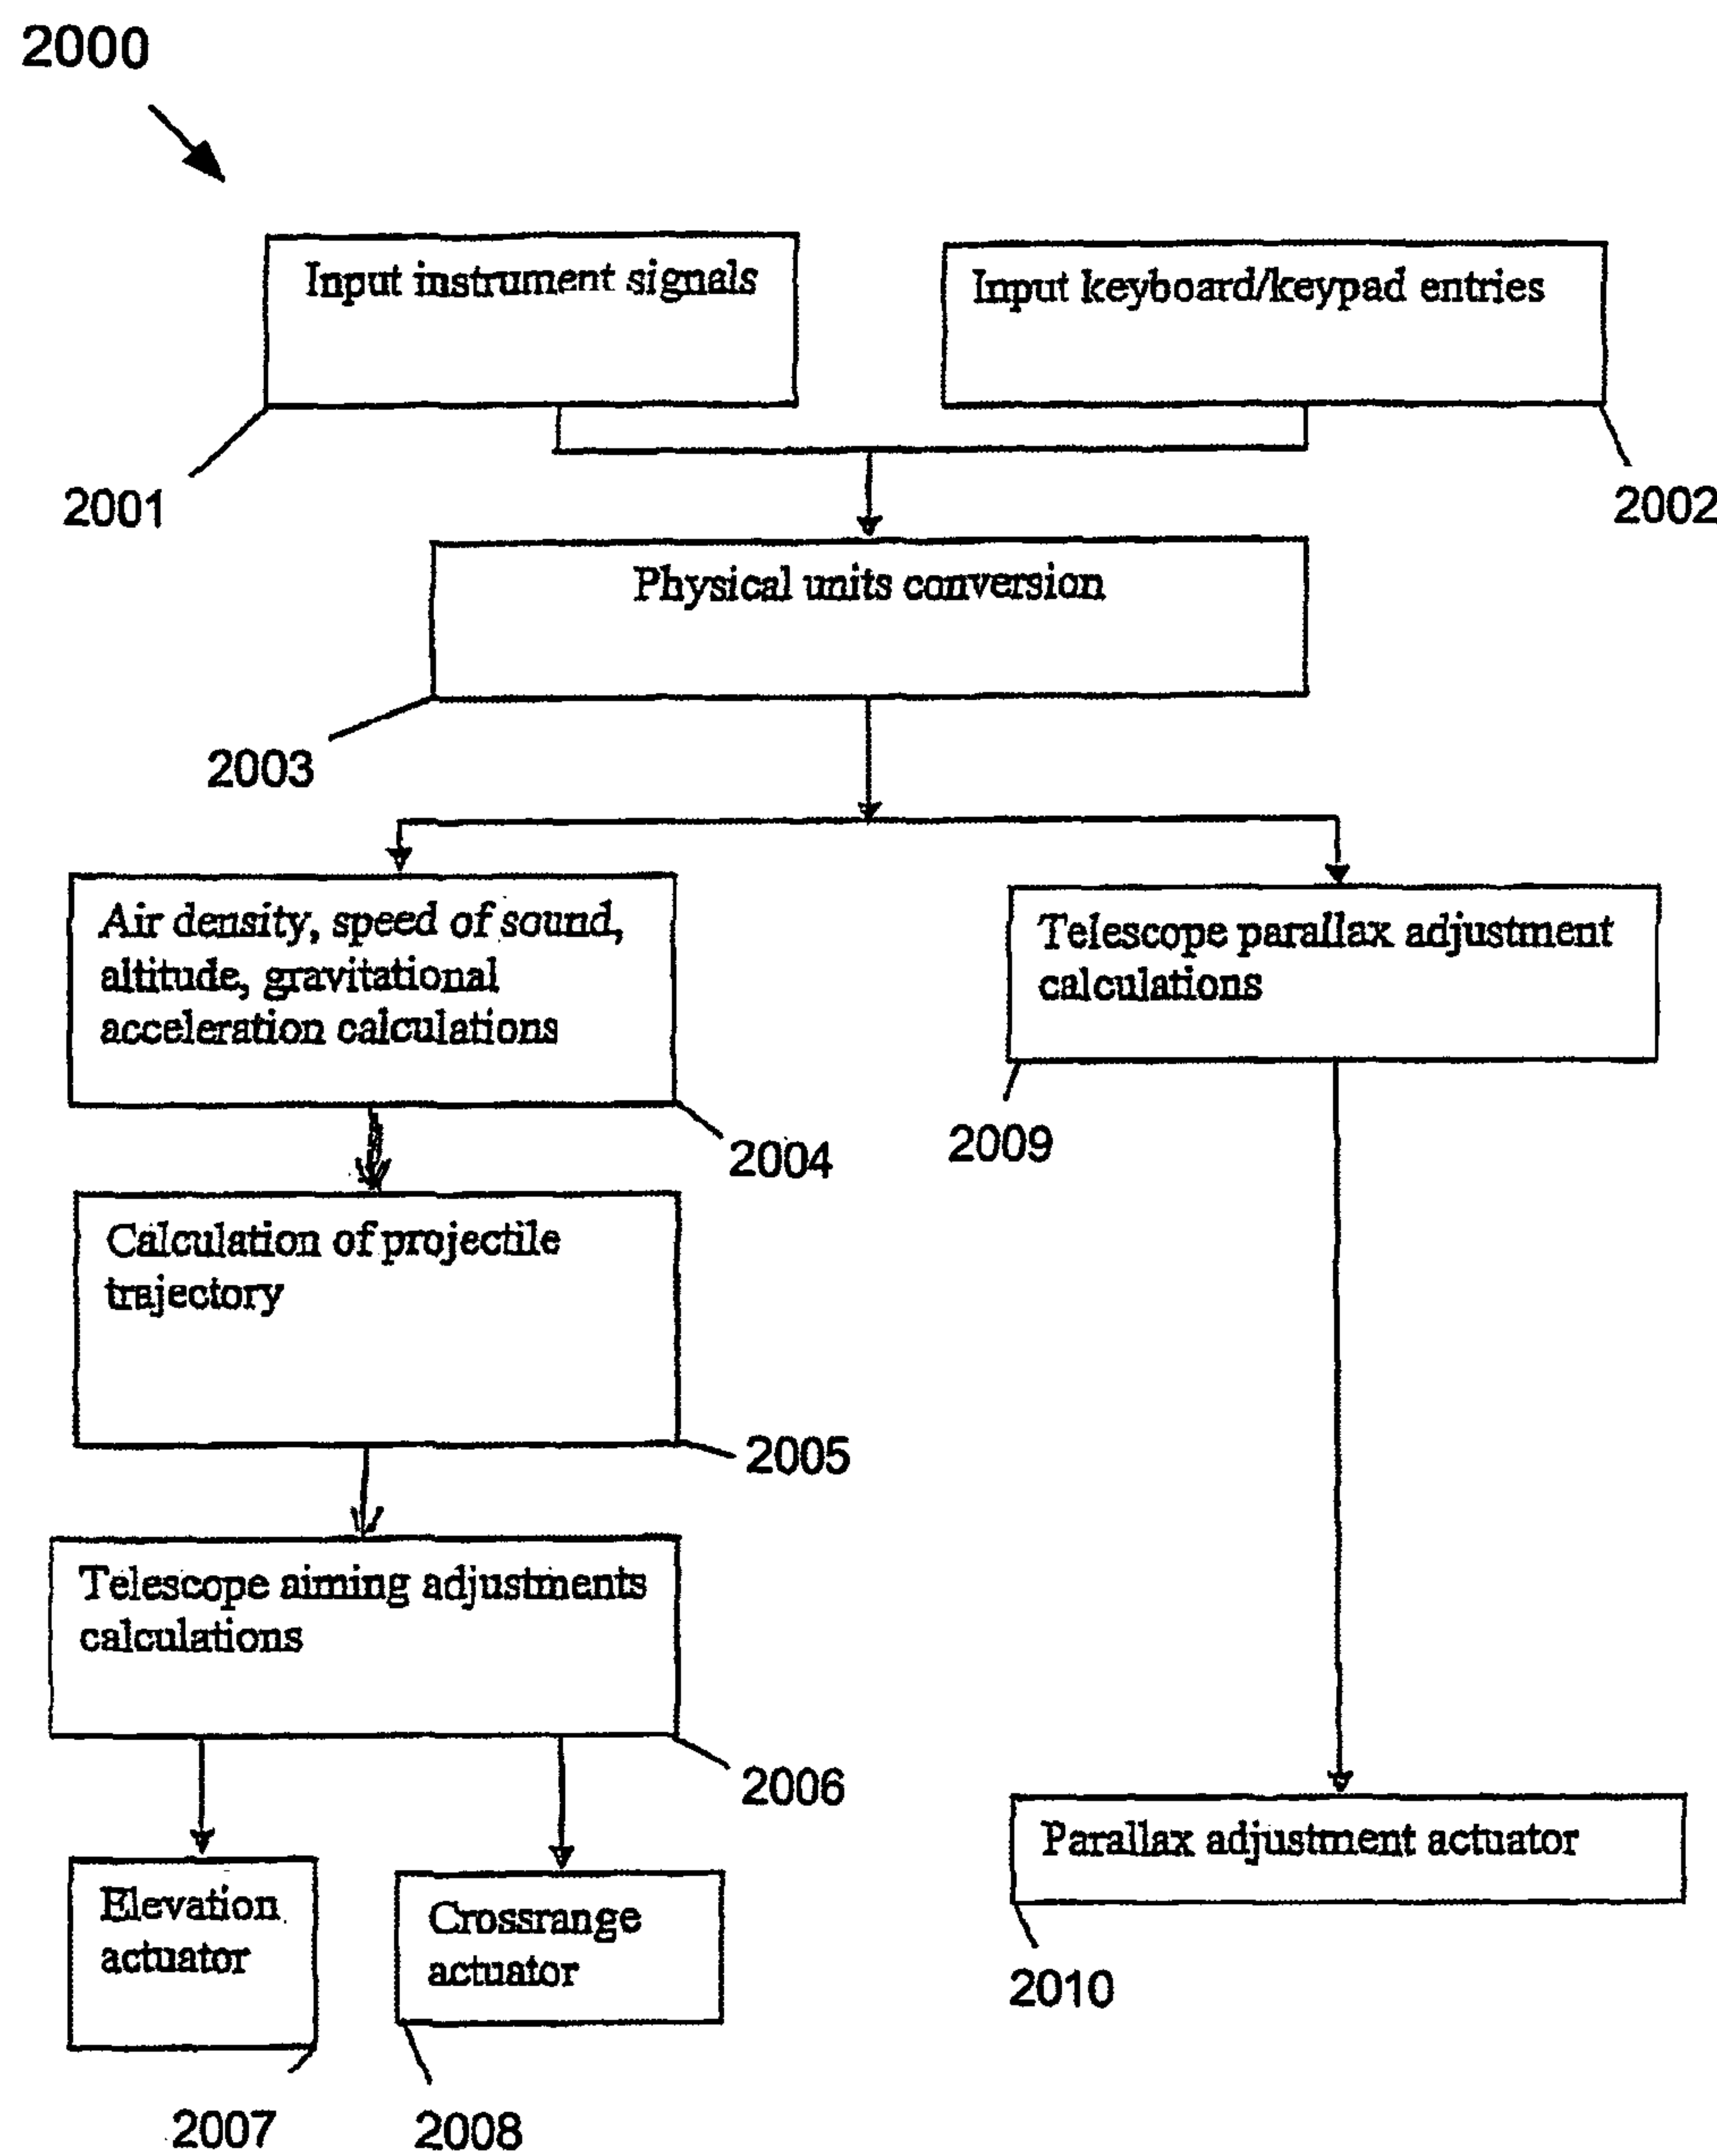 2000
Input instrument signals
Input keyboard/keypad entries
2001
2002
Physical units conversion
2003
Air density, speed of sound,
altitude, gravitational
acceleration calculations
Telescope parallax adjustment
calculations
2004
2009
Calculation of projectile
trajectory
2005
Telescope aiming adjustments
calculations
2006
Parallax adjustment actuator
Elevation
actuator
Crossrange
actuator
2010
2007
2008